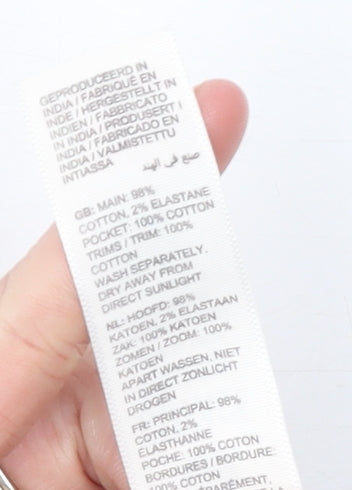 GEPRODUCEERD IN
INDIA / FABRIQUÉ EN
INDE / HERGESTELLT IN
INDIEN / FABBRICATO
IN INDIA / PRODUSERT I
INDIA / FABRICADO EN
INDIA / VALMISTETTU
INTIASSA
صنع في الهند
GB: MAIN: 98%
COTTON, 2% ELASTANE
POCKET: 100% COTTON
TRIMS / TRIM: 100%
COTTON
WASH SEPARATELY.
DRY AWAY FROM
DIRECT SUNLIGHT
NL: HOOFD: 98%
KATOEN, 2% ELASTAAN
ZAK: 100% KATOEN
ZOMEN / ZOOM: 100%
KATOEN
APART WASSEN. NIET
IN DIRECT ZONLICHT
DROGEN
FR: PRINCIPAL: 98%
COTON, 2%
ELASTHANNE
POCHE: 100% COTON
BORDURES / BORDURE:
100% COTON